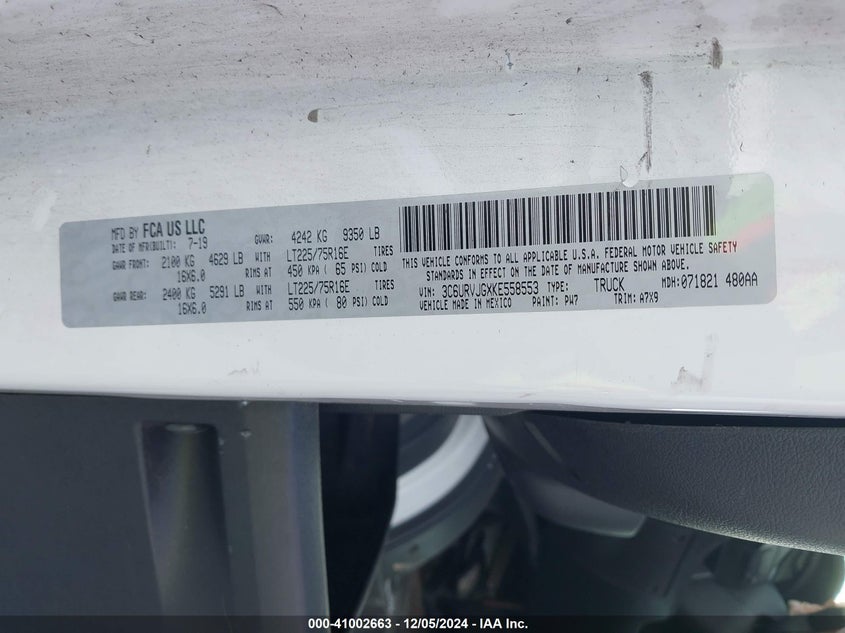 MFD BY FCA US LLC
DATE OF MFR(BUILT): 7-19 GVWR: 4242 KG 9350 LB
GAWR FRONT: 2100 KG 4629 LB WITH LT225/75R16E TIRES
16X6.0 RIMS AT 450 KPA ( 65 PSI) COLD
GAWR REAR: 2400 KG 5291 LB WITH LT225/75R16E TIRES
16X6.0 RIMS AT 550 KPA ( 80 PSI) COLD
THIS VEHICLE CONFORMS TO ALL APPLICABLE U.S.A. FEDERAL MOTOR VEHICLE SAFETY
STANDARDS IN EFFECT ON THE DATE OF MANUFACTURE SHOWN ABOVE.
VIN: 3C6URVJGXKE558553 TYPE: TRUCK MDH:071821 480AA
VEHICLE MADE IN MEXICO PAINT: PW7 TRIM: A7X9
000-41002663 - 12/05/2024 - IAA Inc.